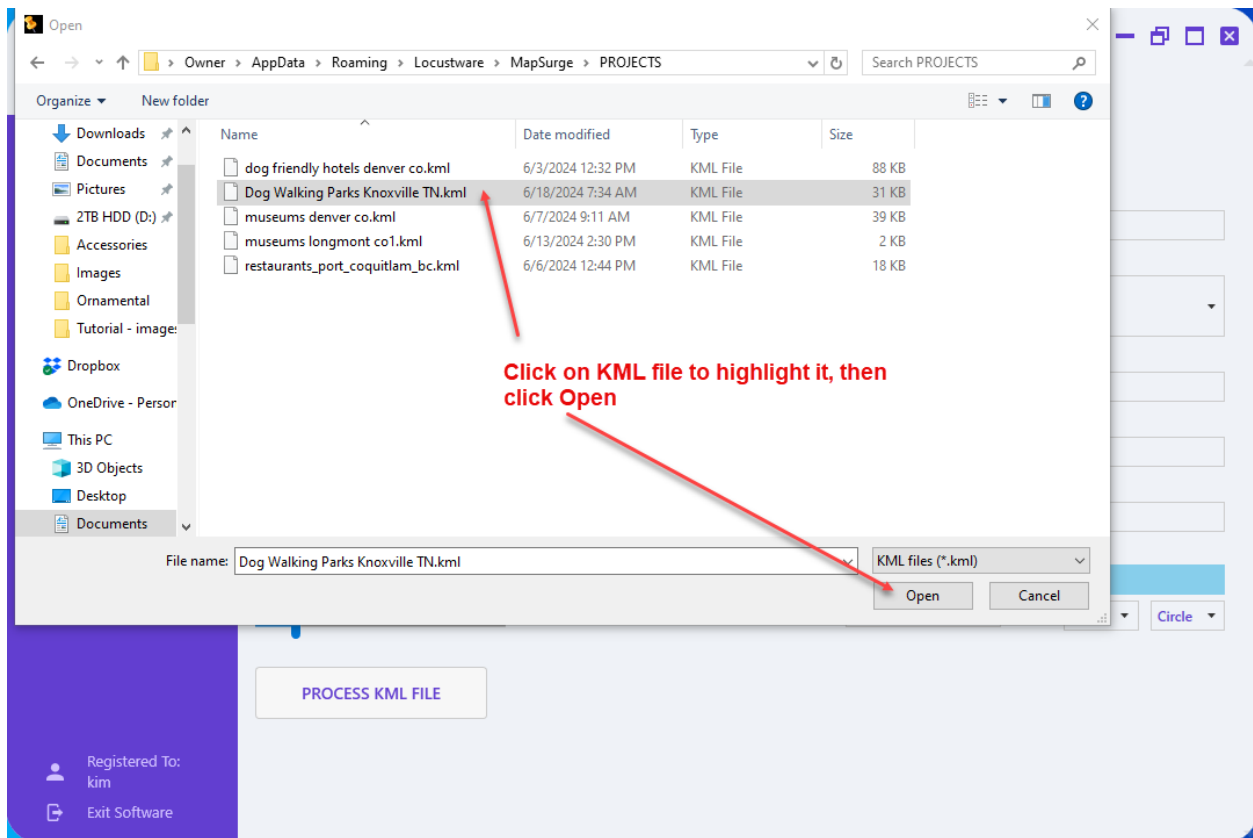 Open
Owner > AppData > Roaming > Locustware > MapSurge > PROJECTS
Search PROJECTS
Organize New folder
Name Date modified Type Size
Downloads
Documents
Pictures
2TB HDD (D:)
Accessories
Images
Ornamental
Tutorial - images
Dropbox
OneDrive - Person
This PC
3D Objects
Desktop
Documents
dog friendly hotels denver co.kml 6/3/2024 12:32 PM KML File 88 KB
Dog Walking Parks Knoxville TN.kml 6/18/2024 7:34 AM KML File 31 KB
museums denver co.kml 6/7/2024 9:11 AM KML File 39 KB
museums longmont co1.kml 6/13/2024 2:30 PM KML File 2 KB
restaurants_port_coquitlam_bc.kml 6/6/2024 12:44 PM KML File 18 KB
Click on KML file to highlight it, then
click Open
File name: Dog Walking Parks Knoxville TN.kml KML files (*.kml)
Open Cancel
Circle
PROCESS KML FILE
Registered To:
kim
Exit Software